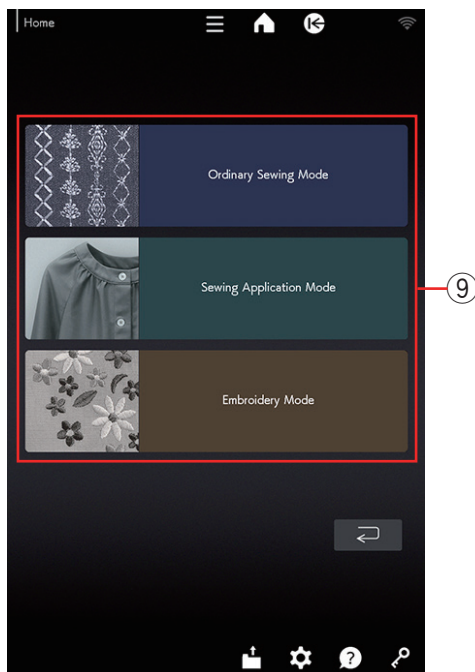 Home
Ordinary Sewing Mode
Sewing Application Mode
⑨
Embroidery Mode
?